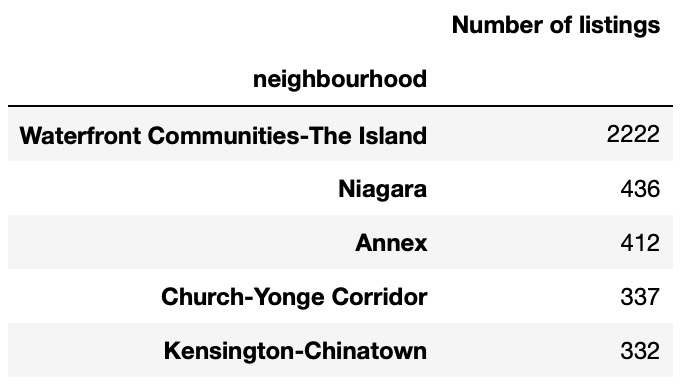 Number of listings
neighbourhood
Waterfront Communities-The Island 2222
Niagara 436
Annex 412
Church-Yonge Corridor 337
Kensington-Chinatown 332